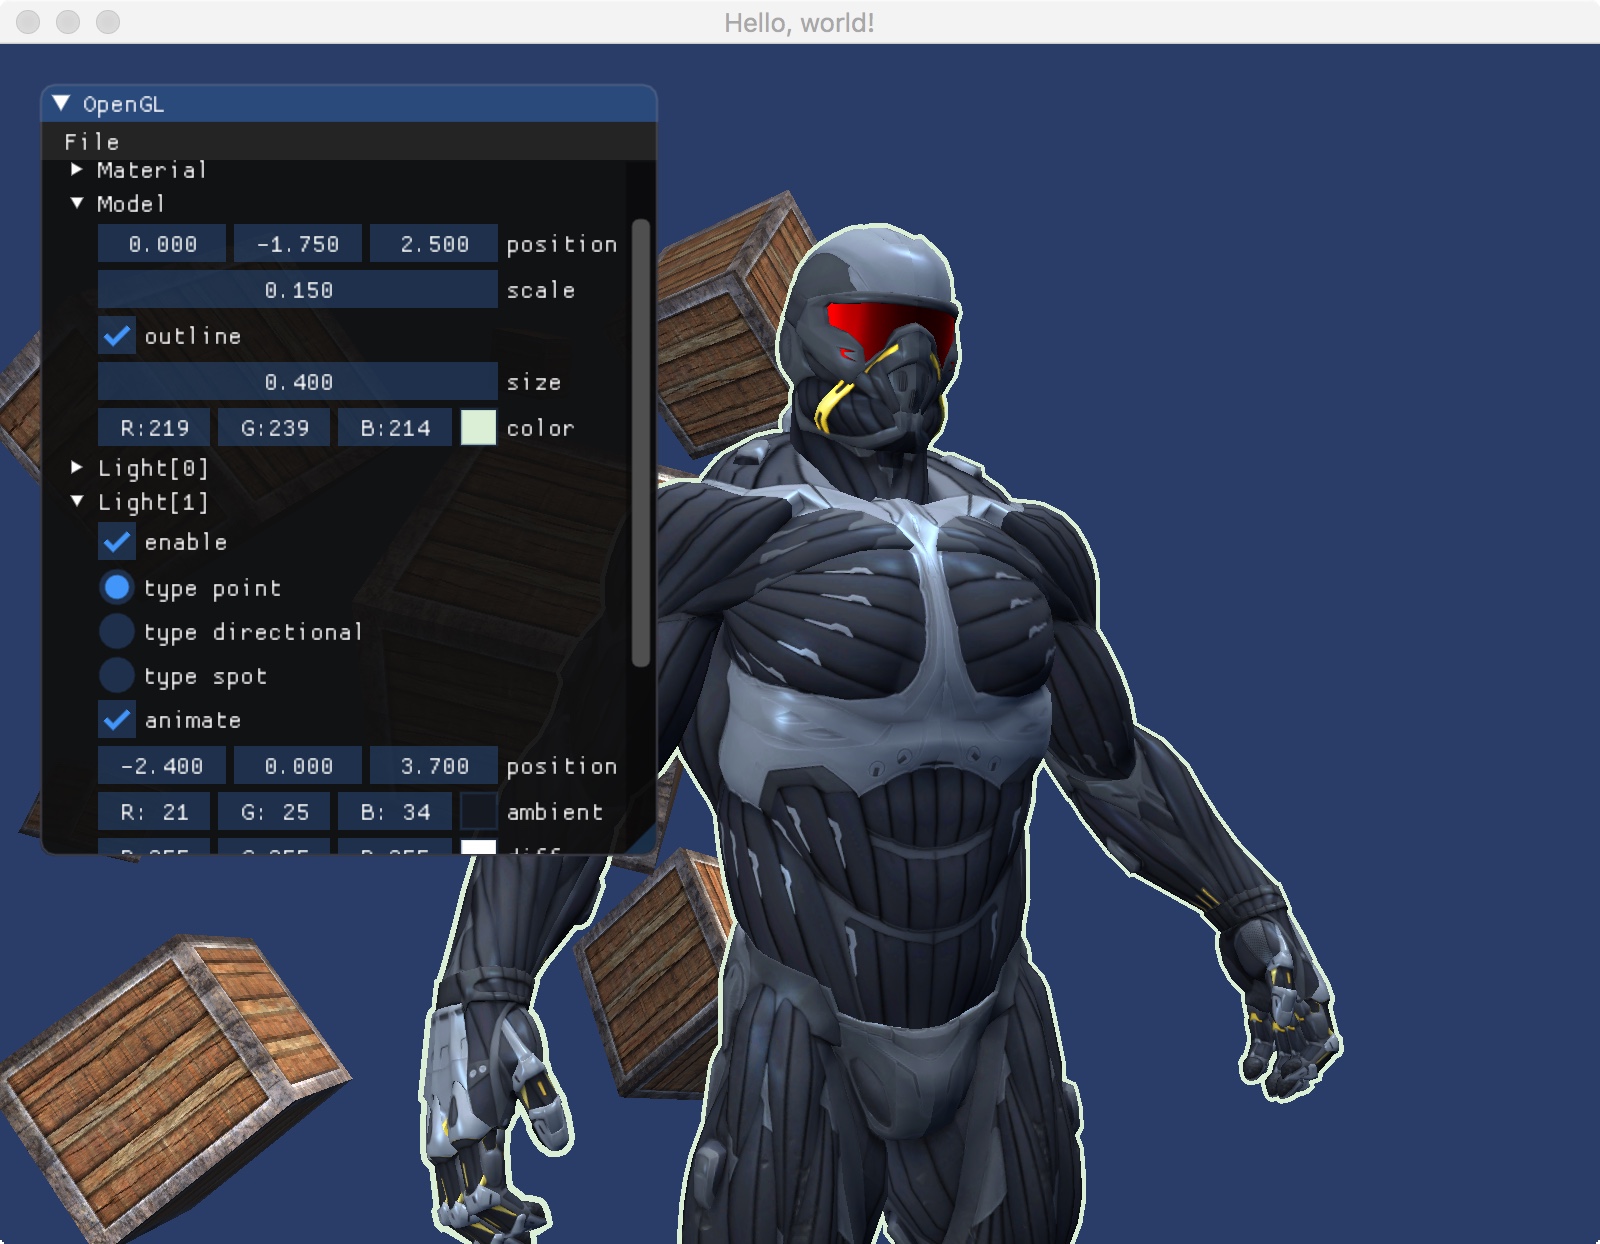 Hello, world!
OpenGL
File
Material
Model
0.000 -1.750 2.500 position
0.150 scale
outline
0.400 size
R:219 G:239 B:214 color
Light[0]
Light[1]
enable
type point
type directional
type spot
animate
-2.400 0.000 3.700 position
R: 21 G: 25 B: 34 ambient